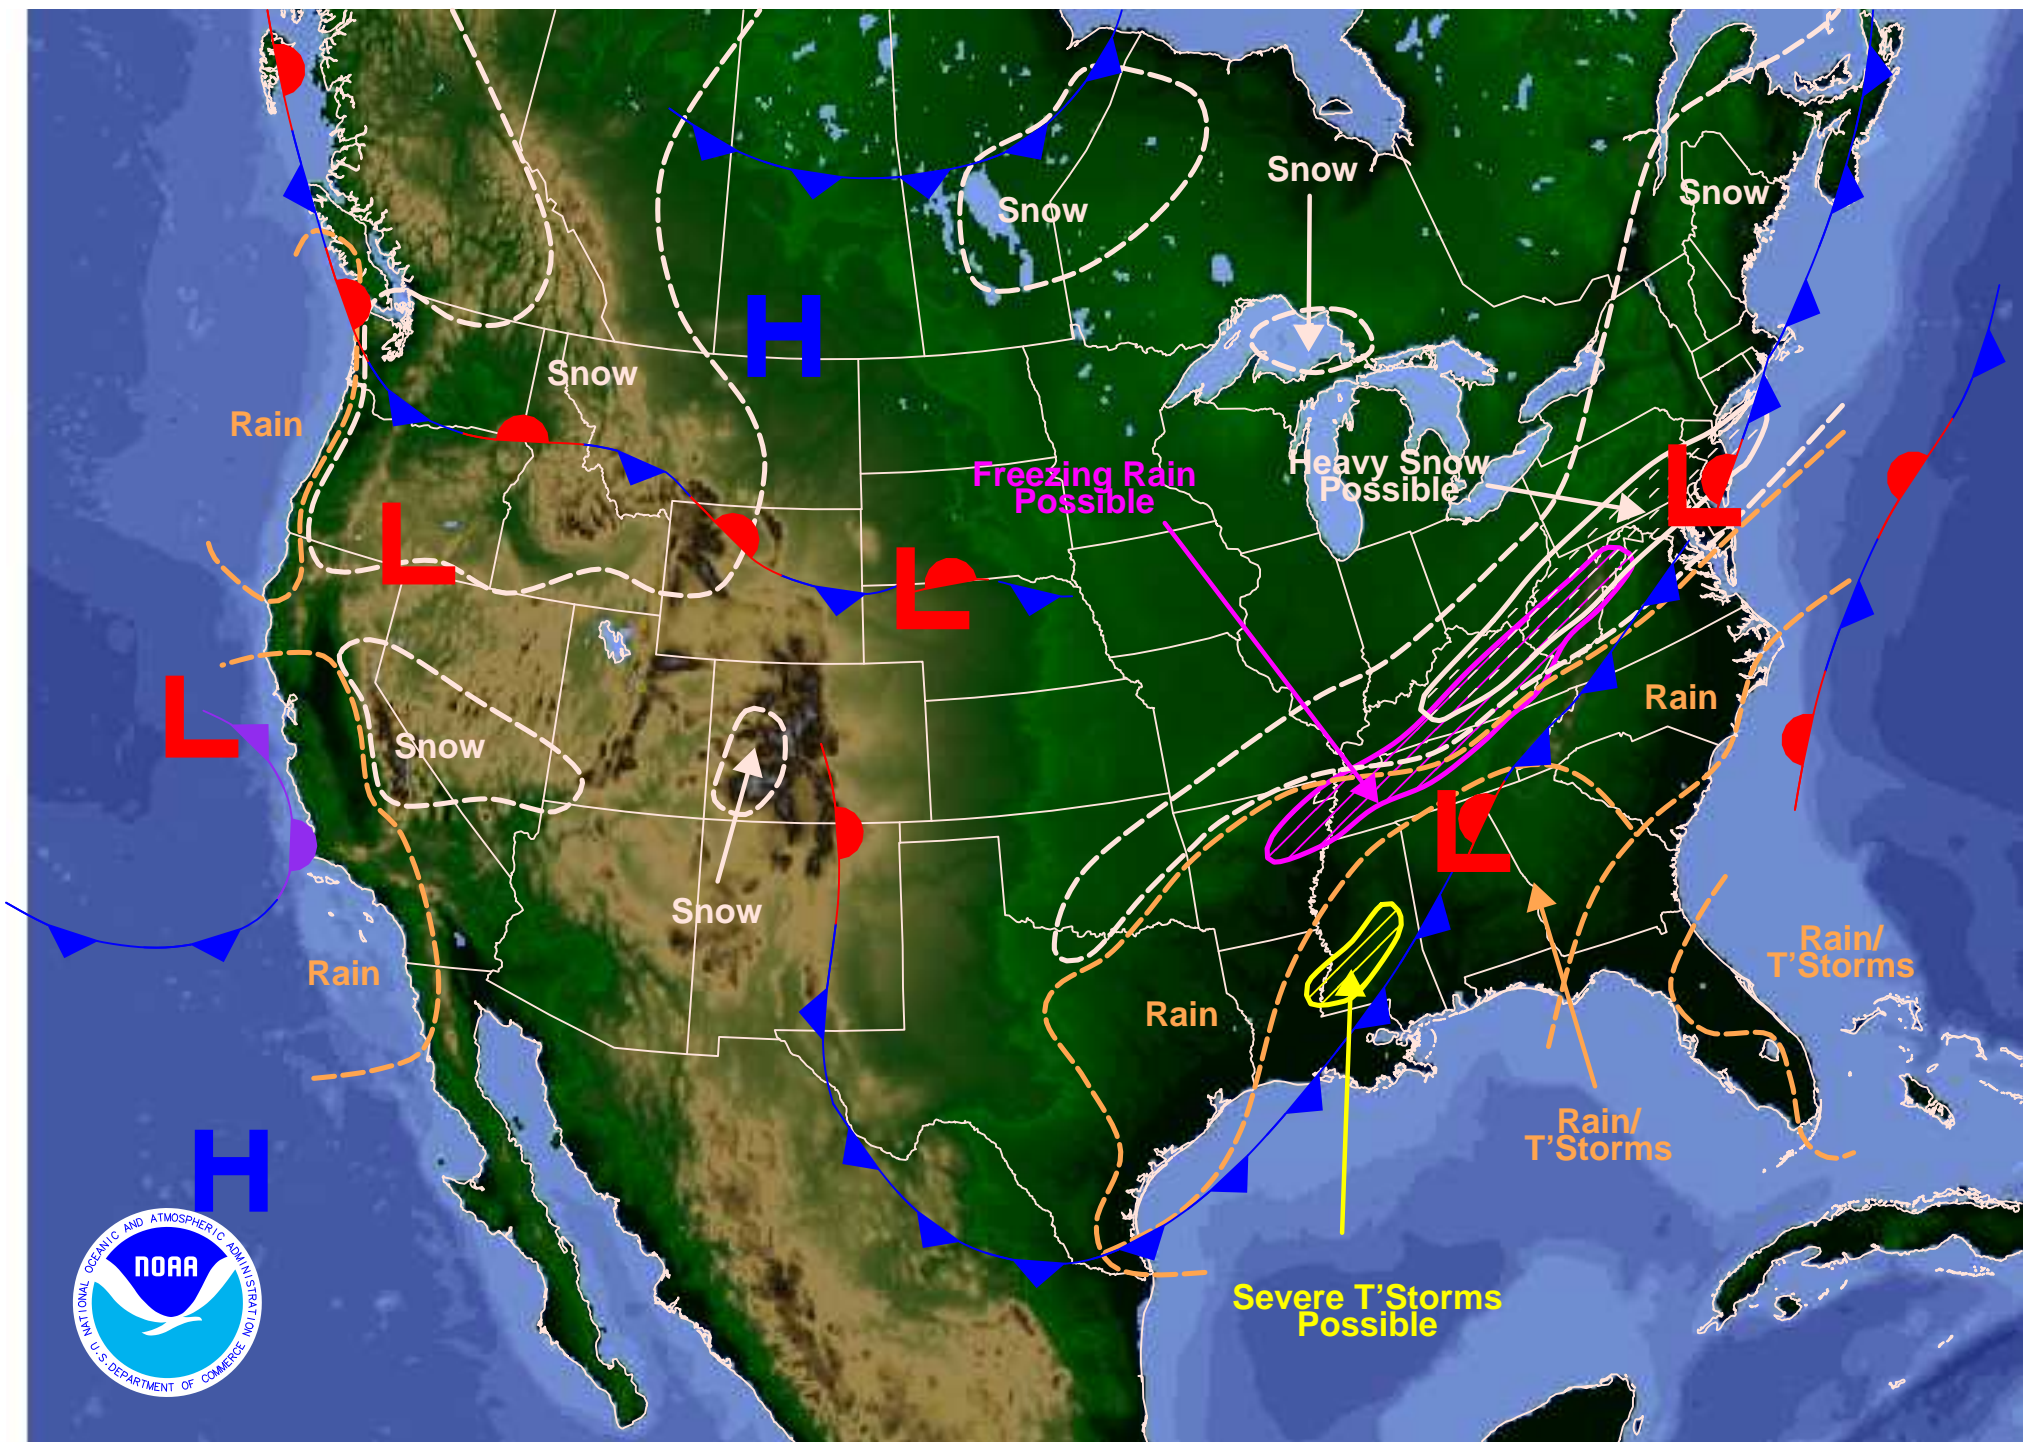 Snow
Snow
Snow
H
Snow
Rain
Heavy Snow
Possible
Freezing Rain
Possible
L
L
L
L
Rain
Snow
L
Rain/
T'Storms
Snow
Rain
Rain
Rain/
T'Storms
H
Severe T'Storms
Possible
NATIONAL OCEANIC AND ATMOSPHERIC ADMINISTRATION
NOAA
U.S. DEPARTMENT OF COMMERCE
L